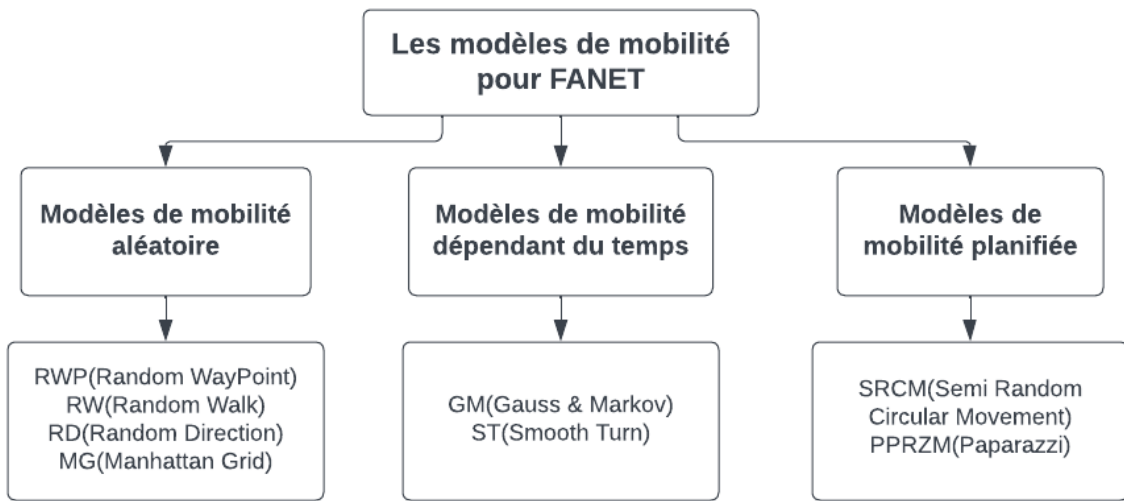 Les modèles de mobilité
pour FANET
Modèles de mobilité
aléatoire
Modèles de mobilité
dépendant du temps
Modèles de
mobilité planifiée
RWP(Random WayPoint)
RW(Random Walk)
RD(Random Direction)
MG(Manhattan Grid)
GM(Gauss & Markov)
ST(Smooth Turn)
SRCM(Semi Random
Circular Movement)
PPRZM(Paparazzi)